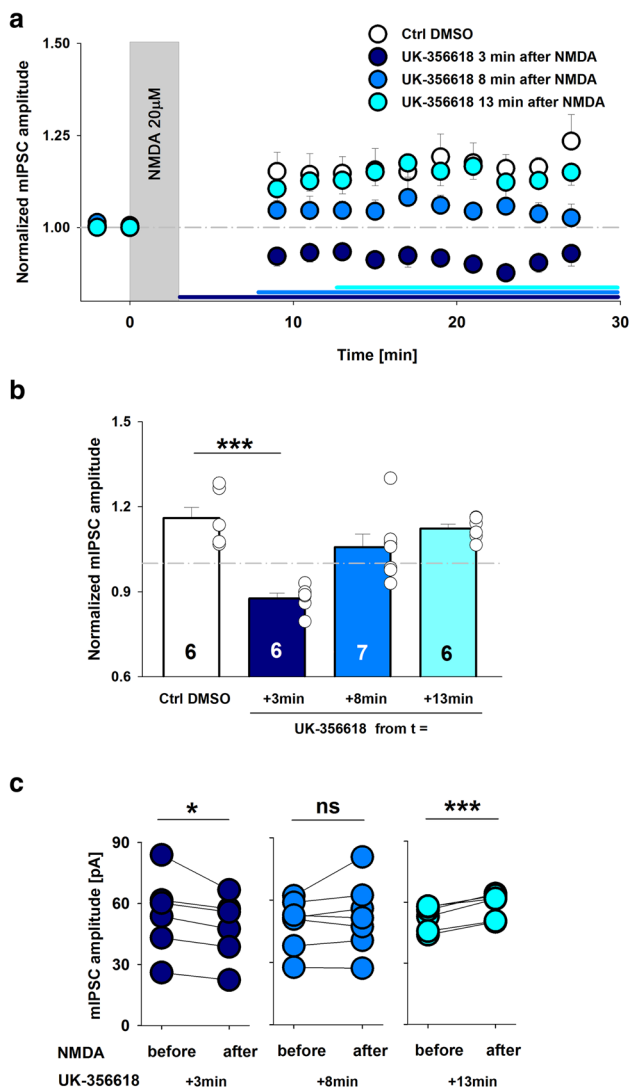 a
Ctrl DMSO
UK-356618 3 min after NMDA
UK-356618 8 min after NMDA
UK-356618 13 min after NMDA
NMDA 20µM
Normalized mIPSC amplitude
1.50
1.25
1.00
0 10 20 30
Time [min]
b
Normalized mIPSC amplitude
1.5
1.2
0.9
0.6
***
6 6 7 6
Ctrl DMSO +3min +8min +13min
UK-356618 from t =
c
* ns ***
mIPSC amplitude [pA]
90
60
30
0
NMDA before after before after before after
UK-356618 +3min +8min +13min